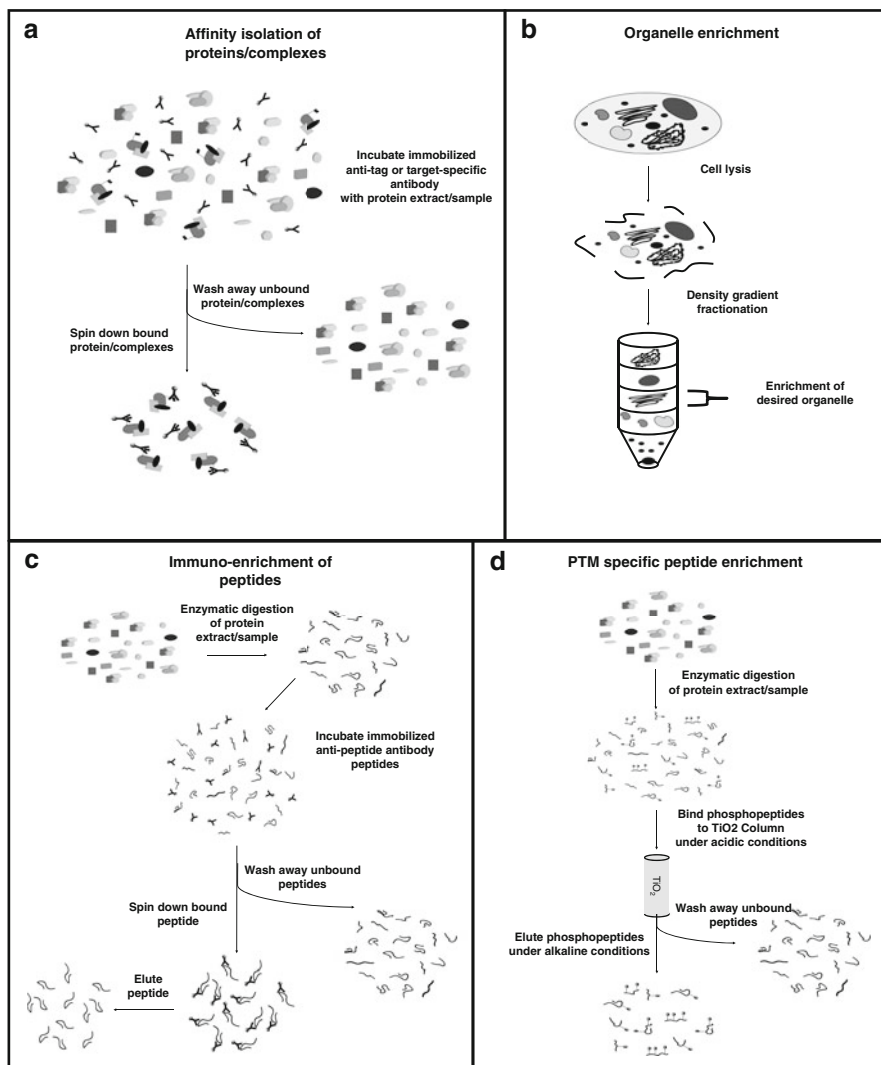 a
Affinity isolation of
proteins/complexes
Incubate immobilized
anti-tag or target-specific
antibody
with protein extract/sample
Wash away unbound
protein/complexes
Spin down bound
protein/complexes
b
Organelle enrichment
Cell lysis
Density gradient
fractionation
Enrichment of
desired organelle
c
Immuno-enrichment of
peptides
Enzymatic digestion
of protein
extract/sample
Incubate immobilized
anti-peptide antibody
peptides
Wash away unbound
peptides
Spin down bound
peptide
Elute
peptide
d
PTM specific peptide enrichment
Enzymatic digestion
of protein extract/sample
Bind phosphopeptides
to TiO2 Column
under acidic conditions
TiO₂
Wash away unbound
peptides
Elute phosphopeptides
under alkaline conditions